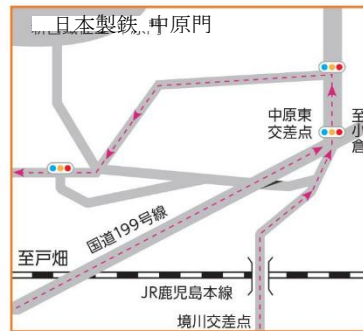 日本製鉄 中原門
中原東
交差点
至小倉
国道199号線
至戸畑
JR鹿児島本線
境川交差点